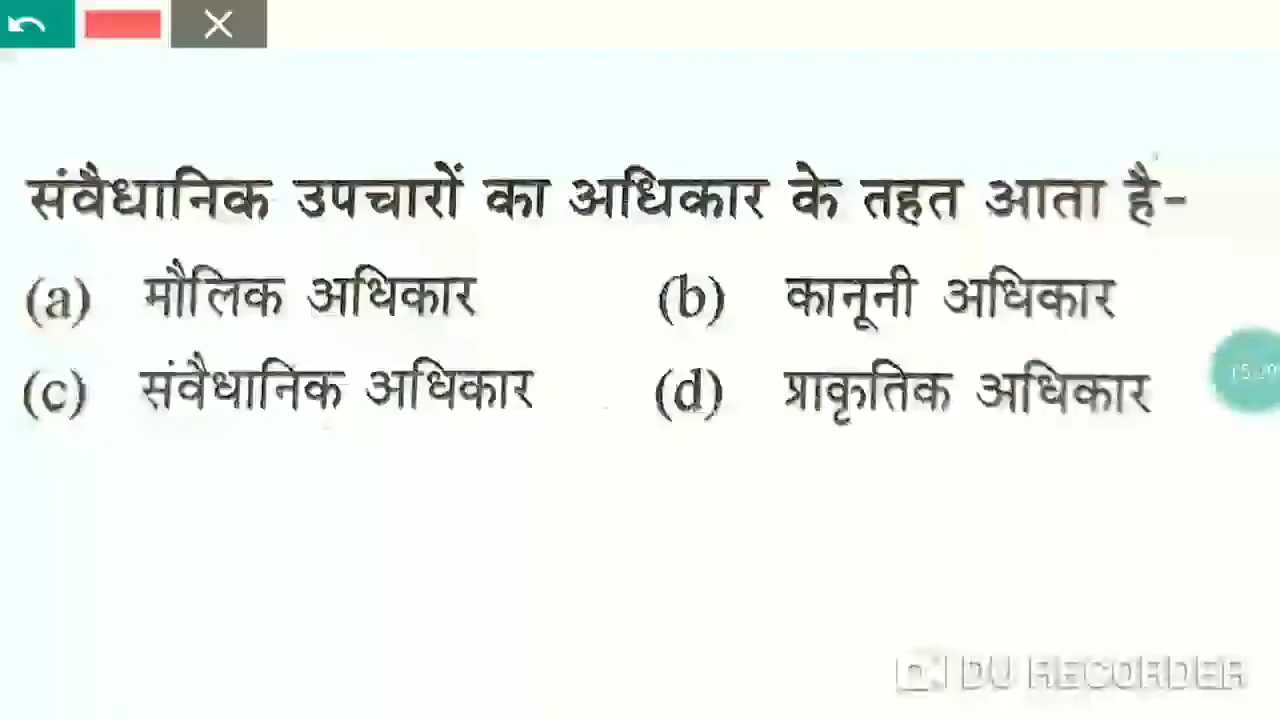 संवैधानिक उपचारों का अधिकार के तहत आता है-
(a) मौलिक अधिकार (b) कानूनी अधिकार
(c) संवैधानिक अधिकार (d) प्राकृतिक अधिकार
DU RECORDER